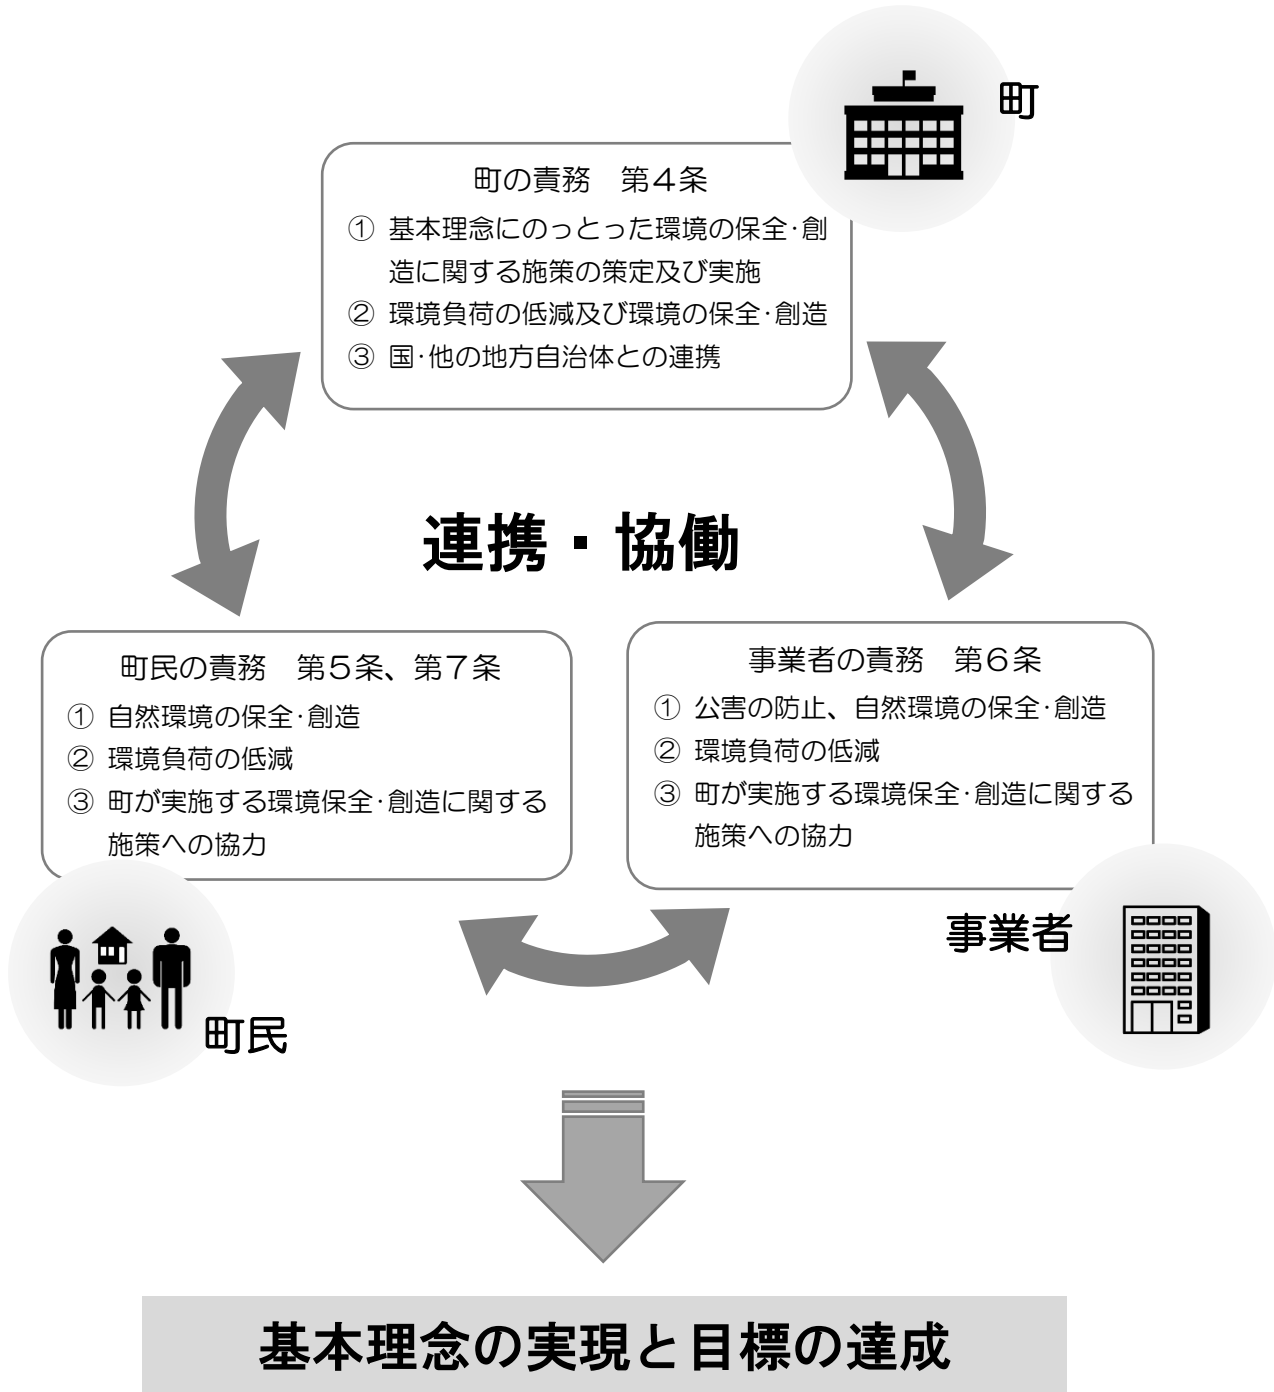 町
町の責務　第４条
① 基本理念にのっとった環境の保全･創
造に関する施策の策定及び実施
② 環境負荷の低減及び環境の保全･創造
③ 国･他の地方自治体との連携
連携・協働
町民の責務　第５条、第７条
① 自然環境の保全･創造
② 環境負荷の低減
③ 町が実施する環境保全･創造に関する
施策への協力
町民
事業者の責務　第６条
① 公害の防止、自然環境の保全･創造
② 環境負荷の低減
③ 町が実施する環境保全･創造に関する
施策への協力
事業者
基本理念の実現と目標の達成